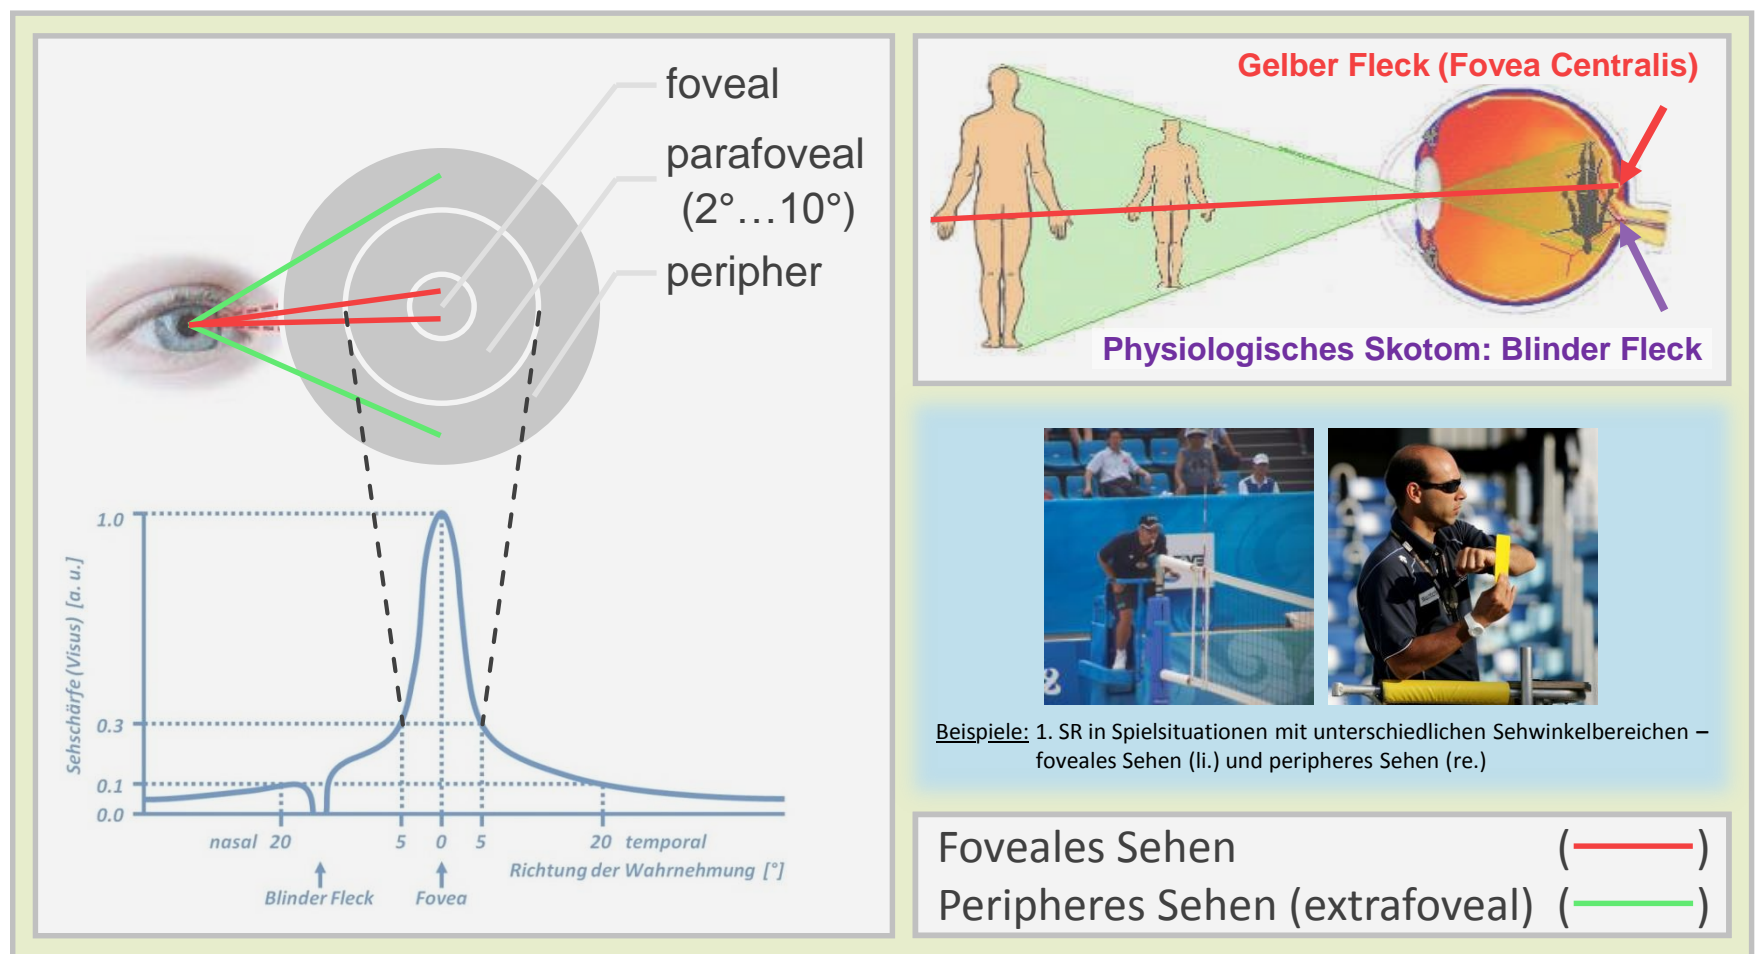 foveal
parafoveal
(2°…10°)
peripher
1.0
0.3
0.1
0.0
Sehschärfe (Visus) [a. u.]
nasal 20 5 0 5 20 temporal
Richtung der Wahrnehmung [°]
Blinder Fleck Fovea
Gelber Fleck (Fovea Centralis)
Physiologisches Skotom: Blinder Fleck
Beispiele: 1. SR in Spielsituationen mit unterschiedlichen Sehwinkelbereichen –
foveales Sehen (li.) und peripheres Sehen (re.)
Foveales Sehen ( )
Peripheres Sehen (extrafoveal) ( )